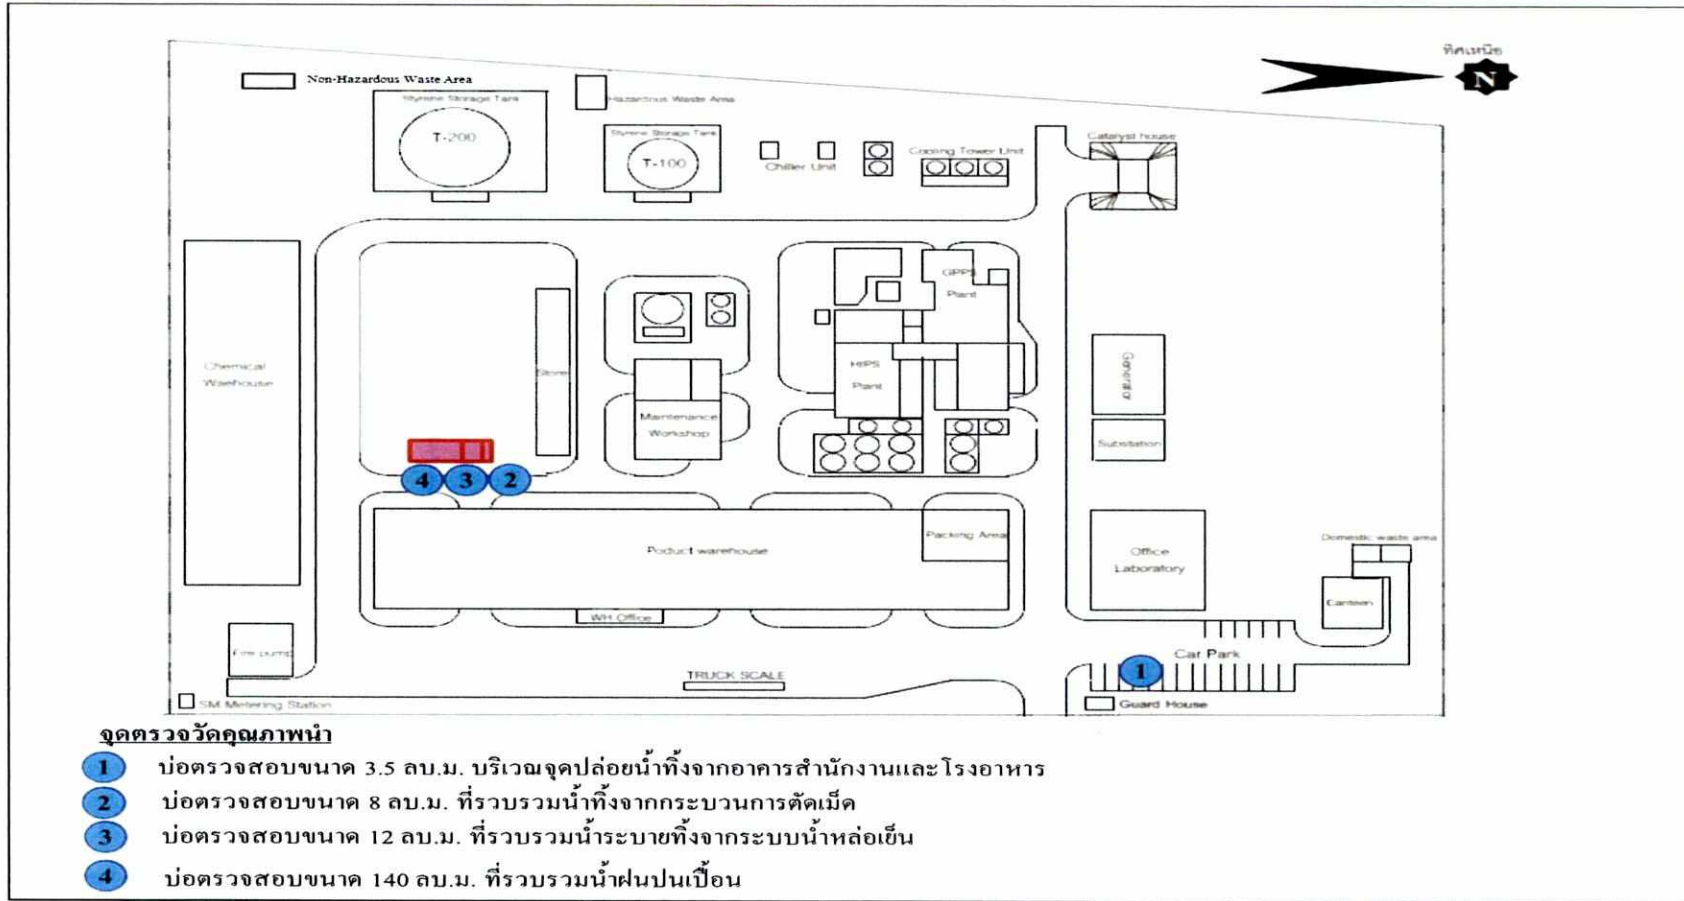 ทิศเหนือ
N
Non-Hazardous Waste Area
Styrene Storage Tank
T-200
Hazardous Waste Area
Styrene Storage Tank
T-100
Chiller Unit
Cooling Tower Unit
Catalyst house
GPPS
Plant
Chemical
Warehouse
Store
HIPS
Plant
Generator
Maintenance
Workshop
Substation
4
3
2
Poduct warehouse
Packing Area
Office
Laboratory
Domestic waste area
Canteen
WH Office
Fire pump
Car Park
1
TRUCK SCALE
SM Metering Station
Guard House
จุดตรวจวัดคุณภาพน้ำ
1 บ่อตรวจสอบขนาด 3.5 ลบ.ม. บริเวณจุดปล่อยน้ำทิ้งจากอาคารสำนักงานและโรงอาหาร
2 บ่อตรวจสอบขนาด 8 ลบ.ม. ที่รวบรวมน้ำทิ้งจากกระบวนการตัดเม็ด
3 บ่อตรวจสอบขนาด 12 ลบ.ม. ที่รวบรวมน้ำระบายทิ้งจากระบบน้ำหล่อเย็น
4 บ่อตรวจสอบขนาด 140 ลบ.ม. ที่รวบรวมน้ำฝนปนเปื้อน